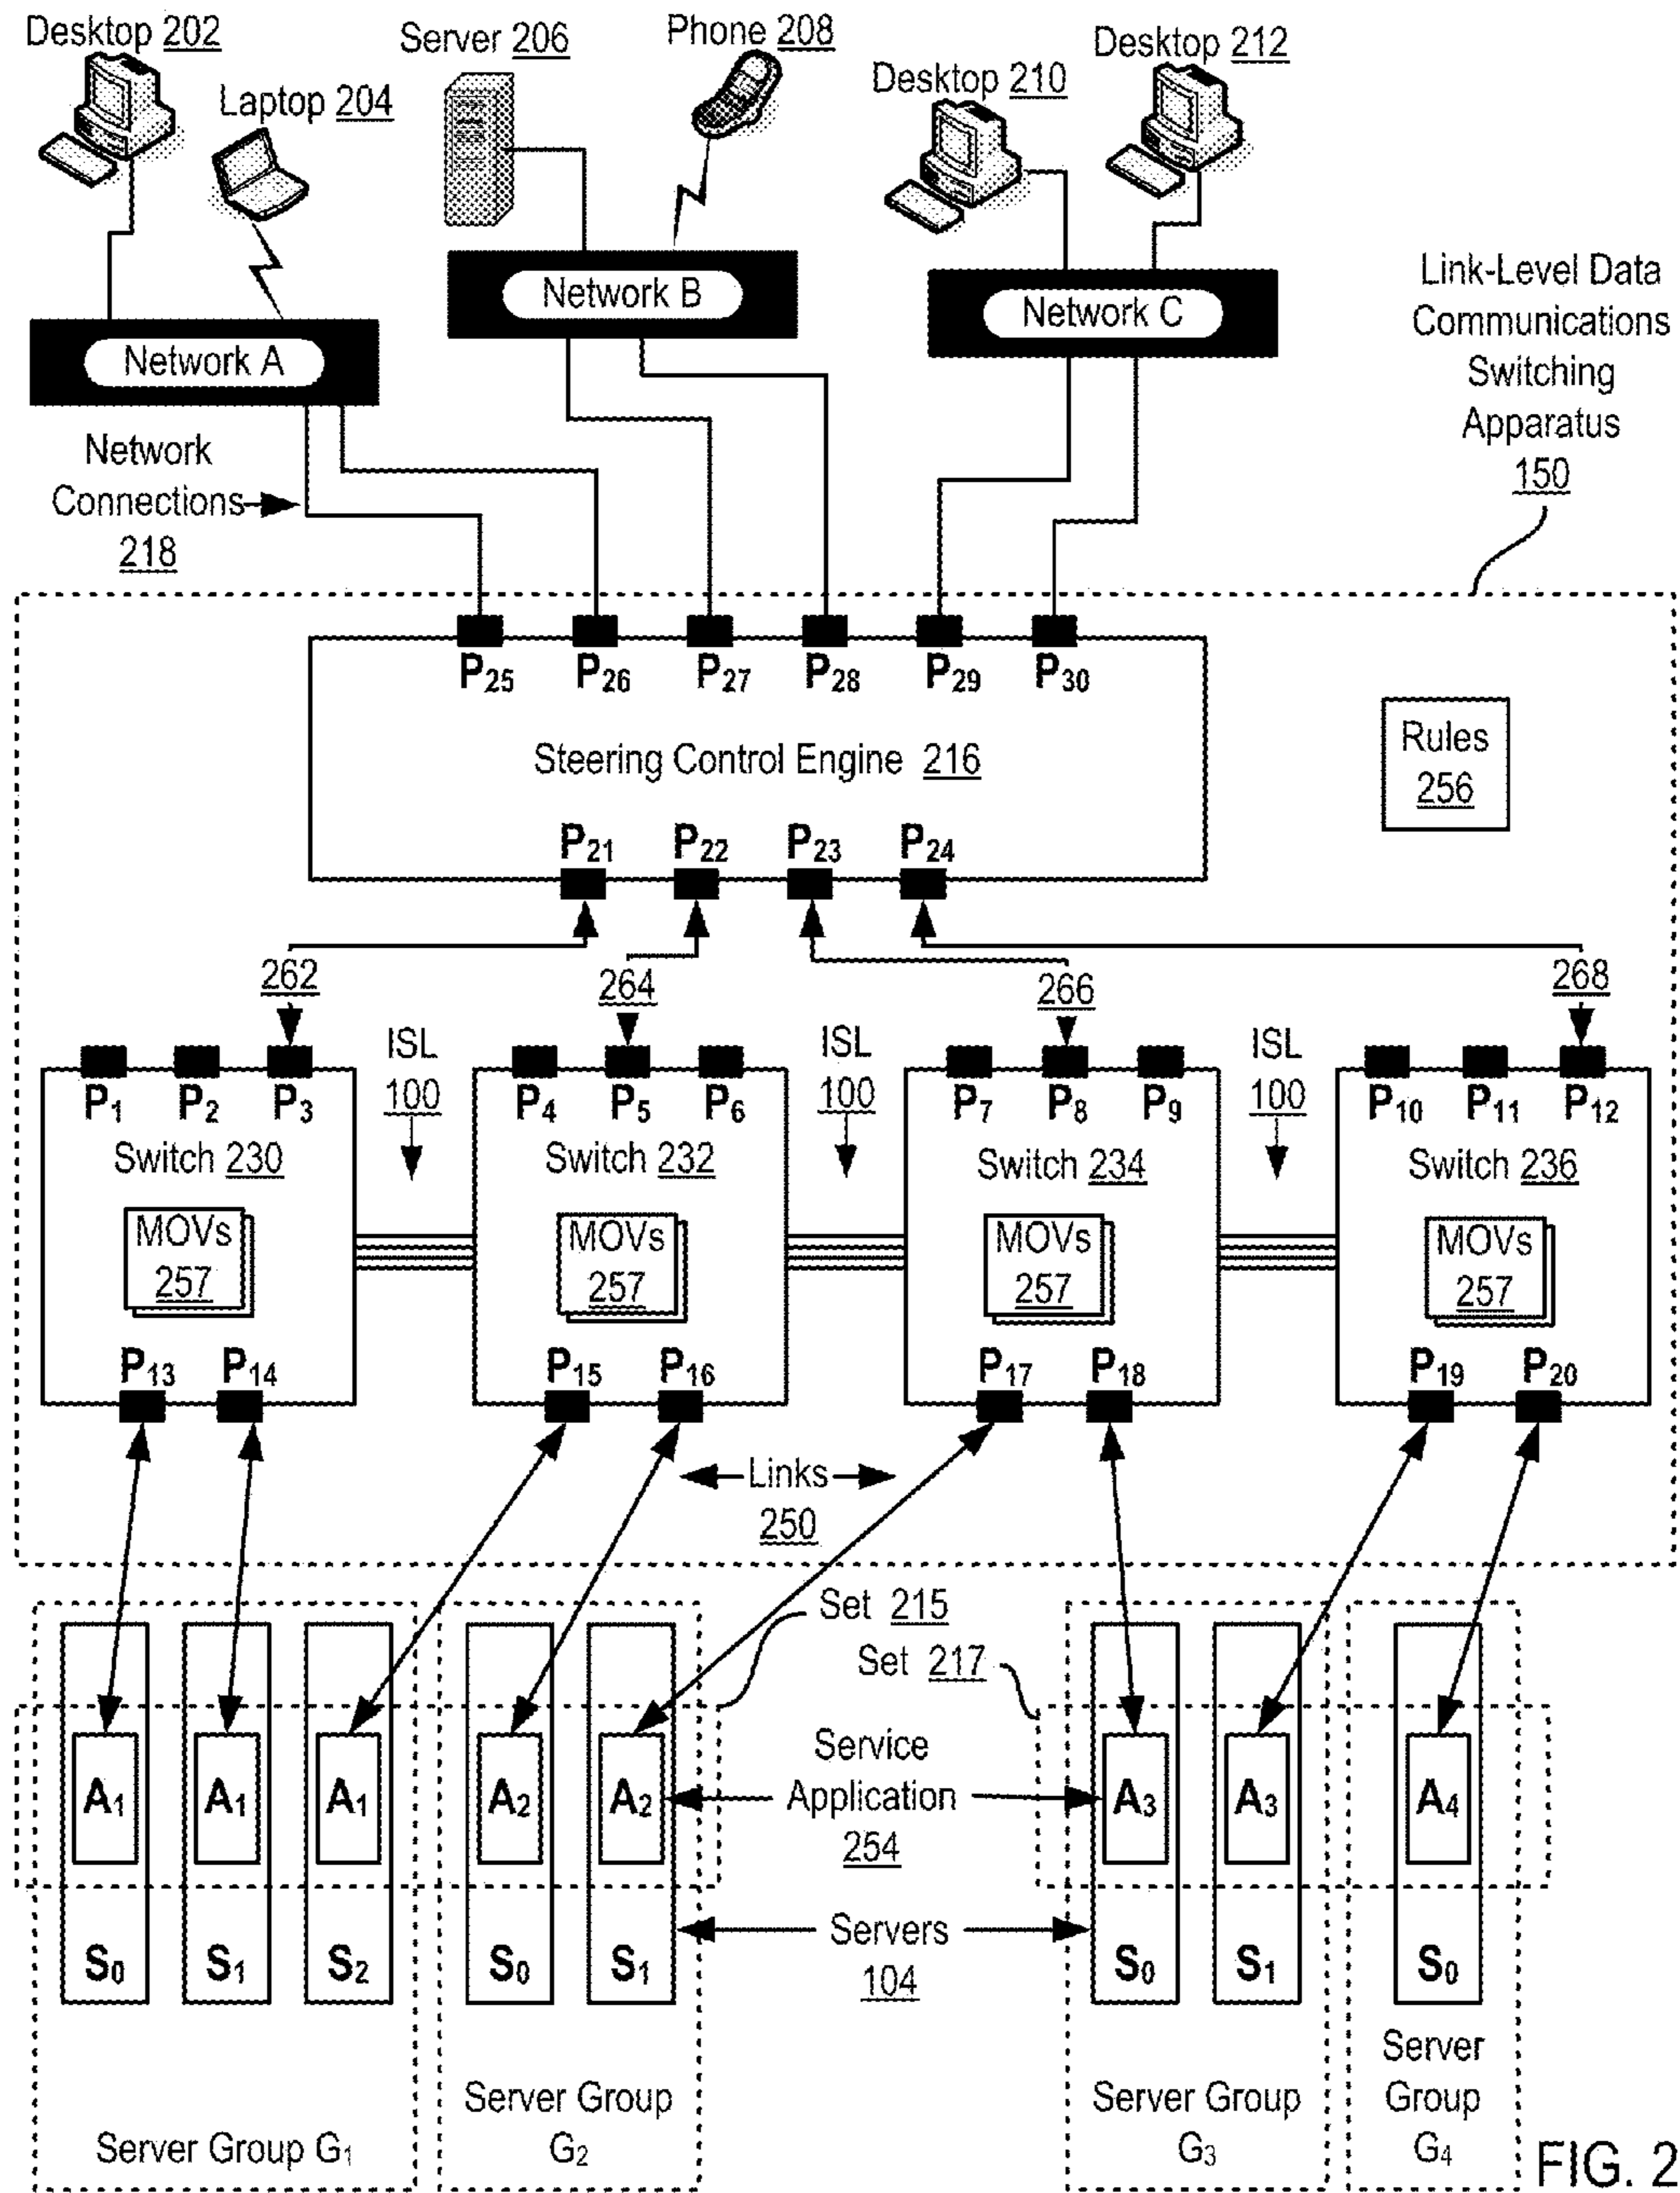 Desktop 202
Laptop 204
Server 206
Phone 208
Desktop 210
Desktop 212
Network A
Network B
Network C
Link-Level Data
Communications
Switching
Apparatus
150
Network
Connections
218
P25 P26 P27 P28 P29 P30
Steering Control Engine 216
Rules
256
P21 P22 P23 P24
262 264 266 268
ISL
100
ISL
100
ISL
100
P1 P2 P3
P4 P5 P6
P7 P8 P9
P10 P11 P12
Switch 230
Switch 232
Switch 234
Switch 236
MOVs
257
MOVs
257
MOVs
257
MOVs
257
P13 P14
P15 P16
P17 P18
P19 P20
Links
250
Set 215
Set 217
A1 A1 A1 A2 A2 A3 A3 A4
Service
Application
254
S0 S1 S2 S0 S1 S0 S1 S0
Servers
104
Server Group G1
Server Group
G2
Server Group
G3
Server
Group
G4
FIG. 2